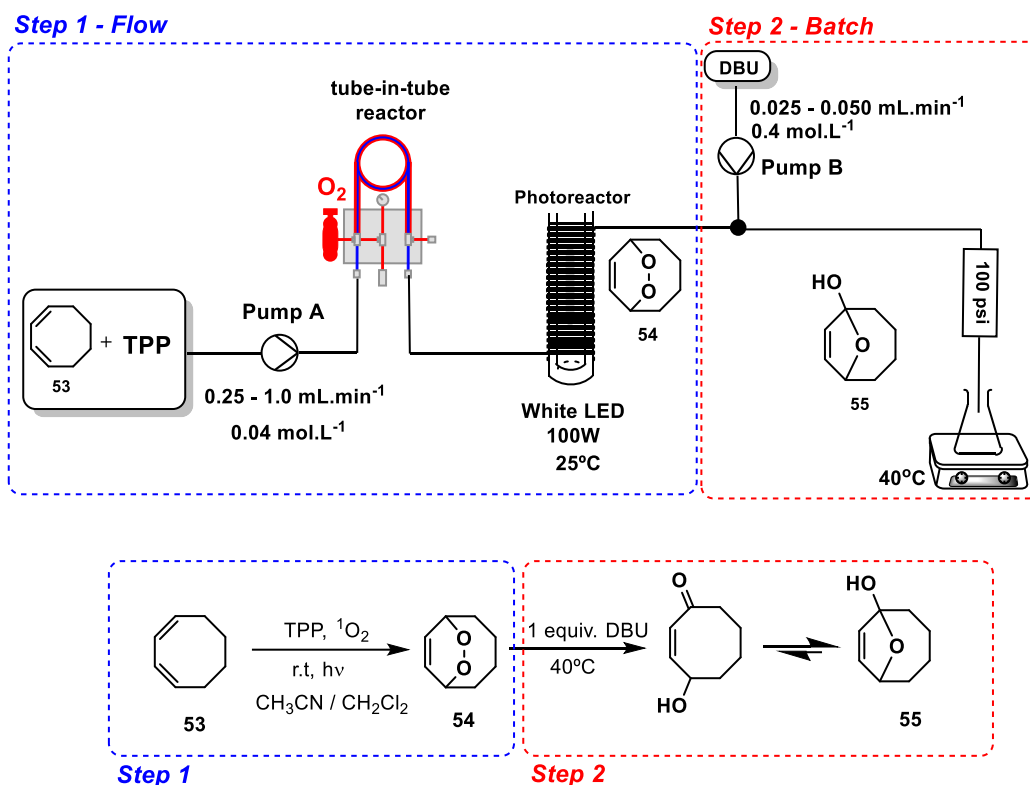 Step 1 - Flow
Step 2 - Batch
tube-in-tube
reactor
O2
DBU
0.025 - 0.050 mL.min-1
0.4 mol.L-1
Pump B
Photoreactor
O
O
54
HO
O
55
100 psi
53
+ TPP
Pump A
0.25 - 1.0 mL.min-1
0.04 mol.L-1
White LED
100W
25ºC
40ºC
53
TPP, 1O2
r.t, hν
CH3CN / CH2Cl2
O
O
54
1 equiv. DBU
40ºC
O
HO
HO
O
55
Step 1
Step 2